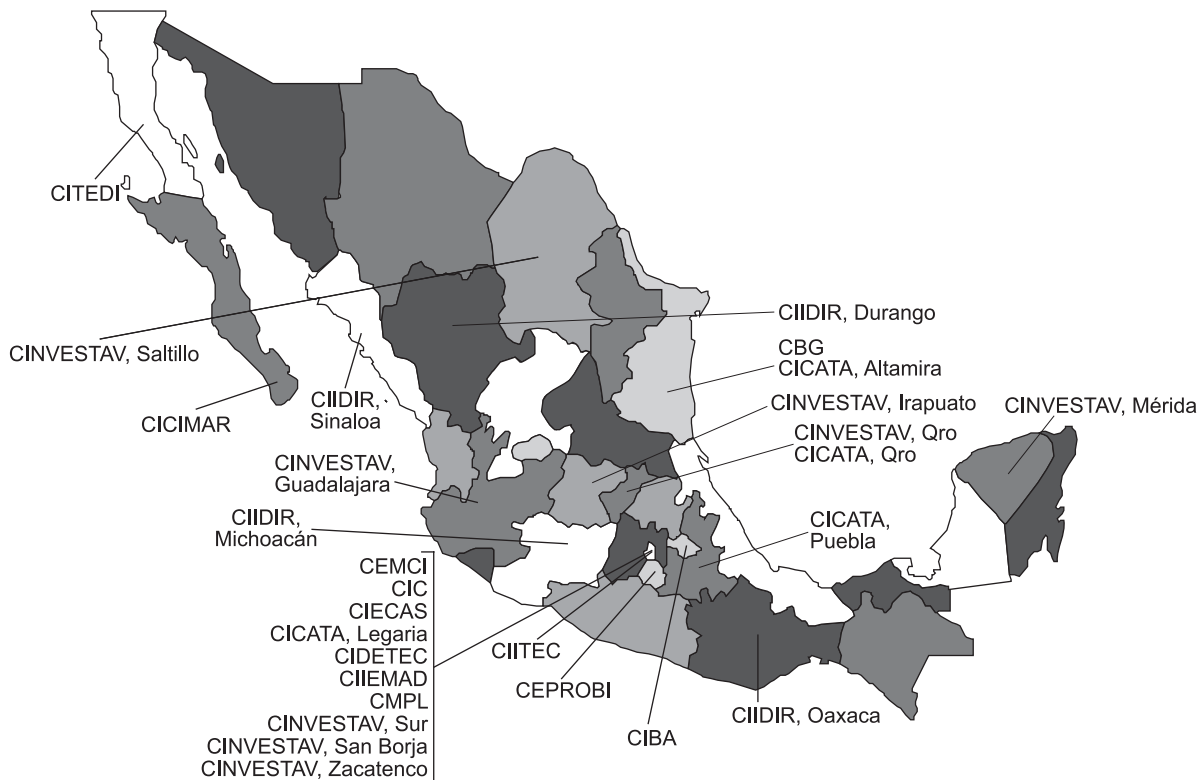 CITEDI
CINVESTAV, Saltillo
CICIMAR
CIIDIR,
Sinaloa
CIIDIR, Durango
CBG
CICATA, Altamira
CINVESTAV, Irapuato
CINVESTAV, Mérida
CINVESTAV, Qro
CICATA, Qro
CINVESTAV,
Guadalajara
CIIDIR,
Michoacán
CICATA,
Puebla
CEMCI
CIC
CIECAS
CICATA, Legaria
CIDETEC
CIIEMAD
CMPL
CINVESTAV, Sur
CINVESTAV, San Borja
CINVESTAV, Zacatenco
CIITEC
CEPROBI
CIBA
CIIDIR, Oaxaca